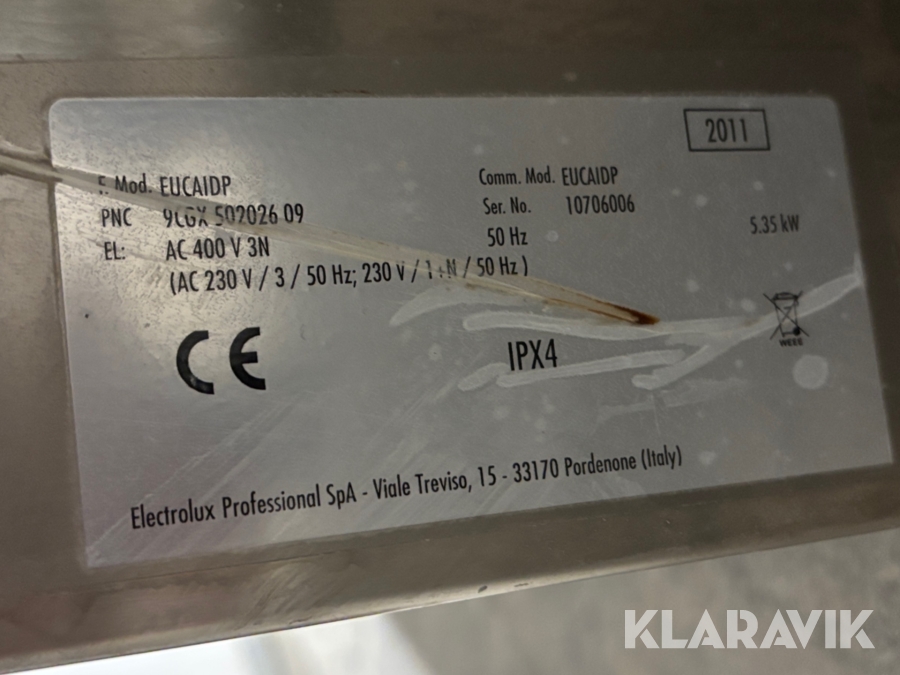 2011
F. Mod. EUCAIDP
Comm. Mod. EUCAIDP
PNC 9CGX 502026 09
Ser. No. 10706006
EL: AC 400 V 3N
50 Hz
5.35 kW
(AC 230 V / 3 / 50 Hz; 230 V / 1+N / 50 Hz)
CE
IPX4
WEEE
Electrolux Professional SpA - Viale Treviso, 15 - 33170 Pordenone (Italy)
KLARAVIK